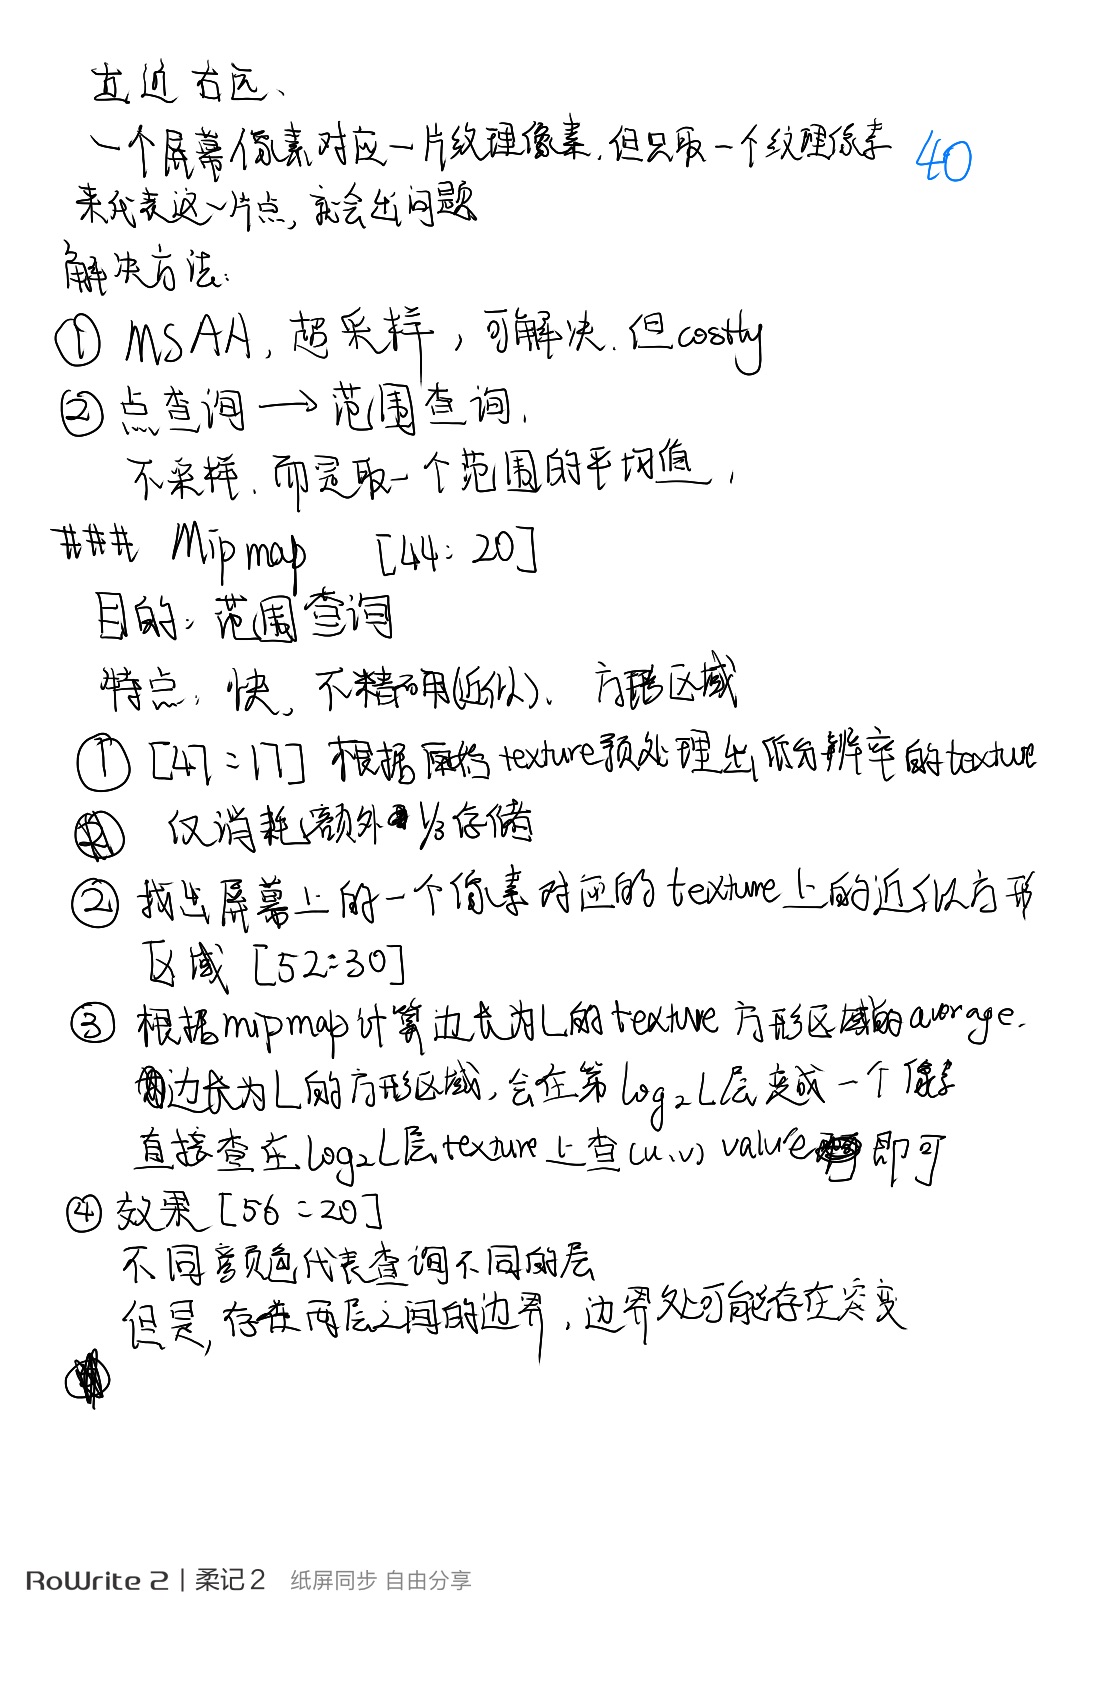 左近右远、
一个屏幕像素对应一片纹理像素.但只取一个纹理像素 40
来代表这一片点,就会出问题
解决方法:
① MSAA,超采样,可解决.但costly
② 点查询→范围查询.
不采样.而是取一个范围的平均值,
### Mipmap [44:20]
目的:范围查询
特点:快,不精确(近似)、方形区域
① [47:17] 根据原始texture预处理出低分辨率的texture
仅消耗额外1/3存储
② 找出屏幕上的一个像素对应的texture上的近似方形
区域 [52:30]
③ 根据mipmap计算边长为L的texture方形区域的average.
边长为L的方形区域,会在第log₂L层变成一个像素
直接查在log₂L层texture上查(u,v) value即可
④ 效果 [56:20]
不同颜色代表查询不同的层
但是,存在两层之间的边界,边界处可能存在突变
RoWrite 2 | 柔记 2 纸屏同步 自由分享